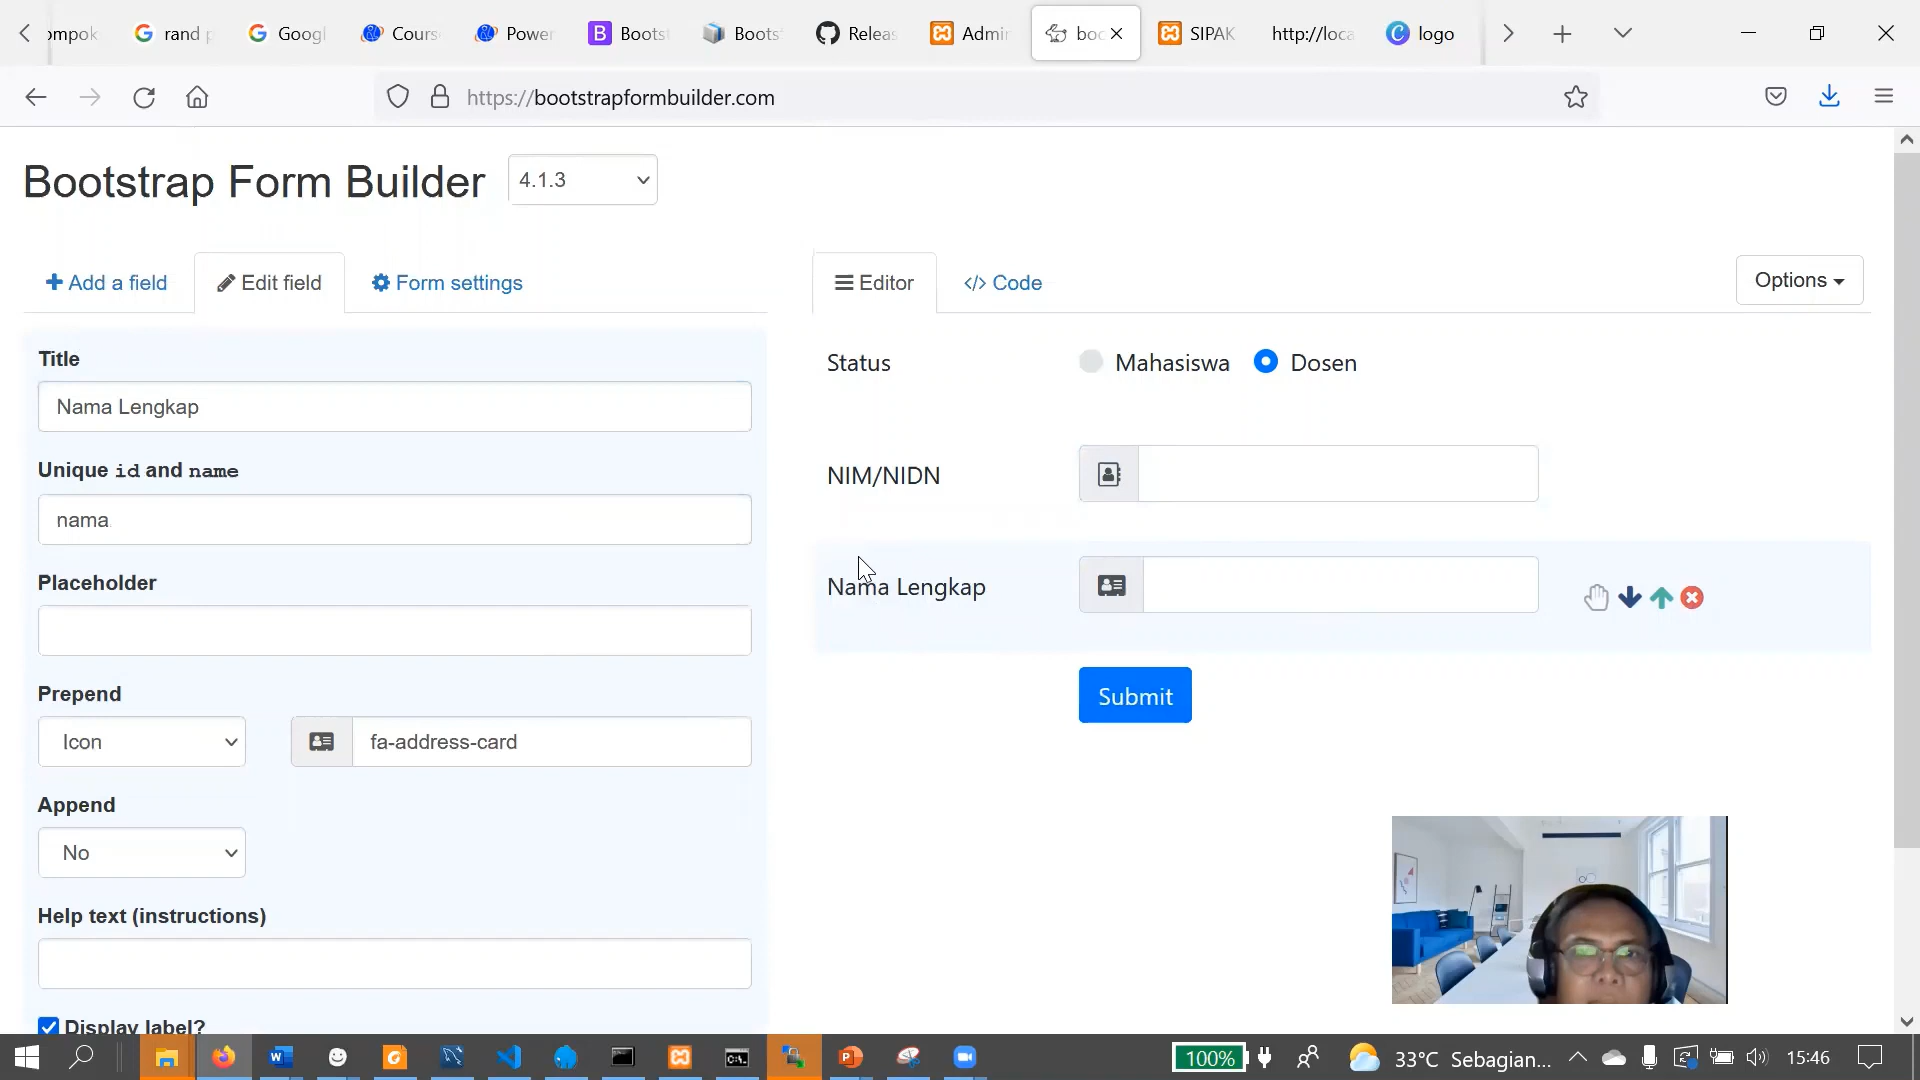 ompok
rand p
Googl
Cours
Power
Boots
Boots
Releas
Admin
boo
SIPAK
http://loca
logo
https://bootstrapformbuilder.com
Bootstrap Form Builder
4.1.3
Add a field
Edit field
Form settings
Editor
</> Code
Options
Title
Nama Lengkap
Unique id and name
nama
Placeholder
Prepend
Icon
fa-address-card
Append
No
Help text (instructions)
Display label?
Status
Mahasiswa
Dosen
NIM/NIDN
Nama Lengkap
Submit
100%
33°C Sebagian...
15:46